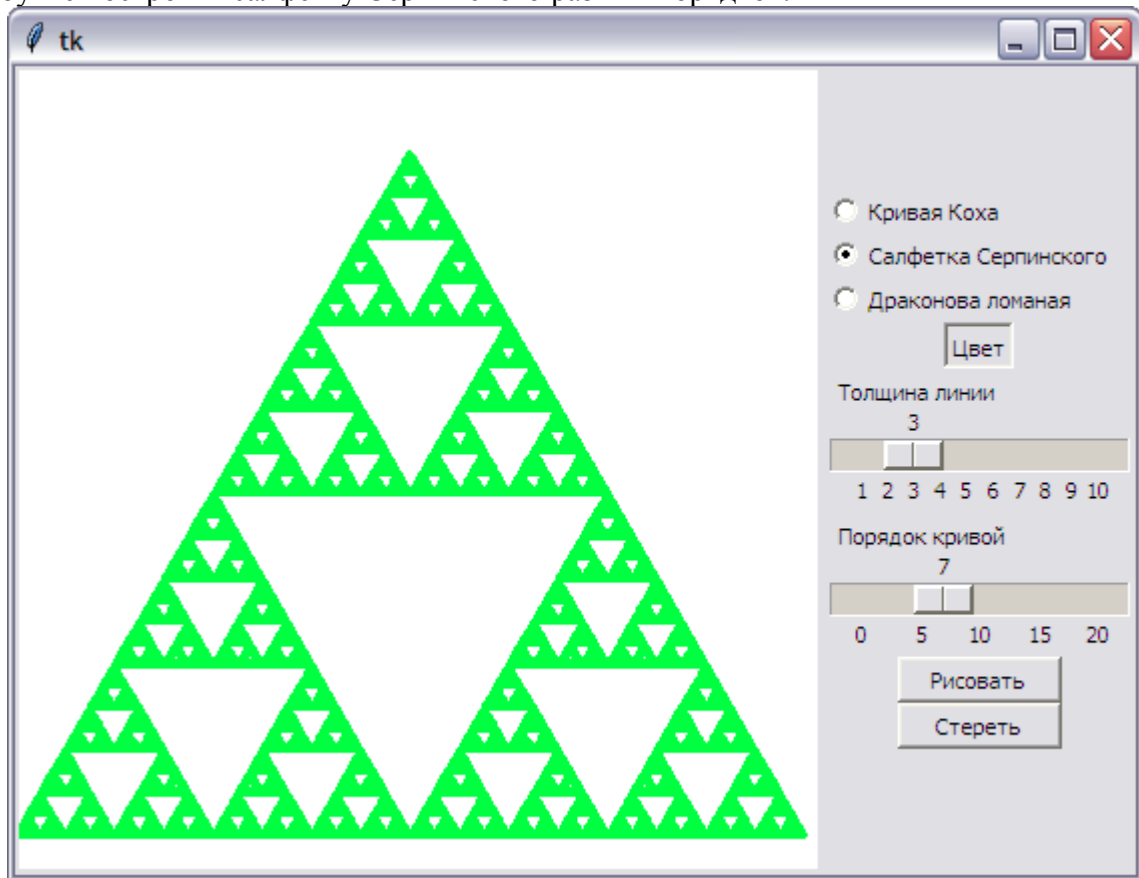 tk
Кривая Коха
Салфетка Серпинского
Драконова ломаная
Цвет
Толщина линии
3
1 2 3 4 5 6 7 8 9 10
Порядок кривой
7
0 5 10 15 20
Рисовать
Стереть